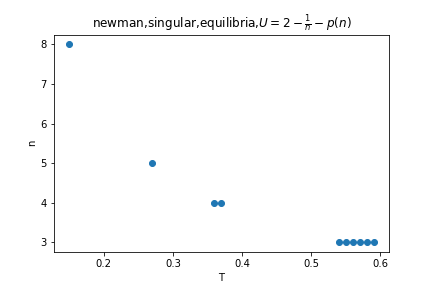 newman,singular,equilibria,$U = 2 - \frac{1}{n} - p(n)$
8
7
6
5
4
3
n
0.2 0.3 0.4 0.5 0.6
T